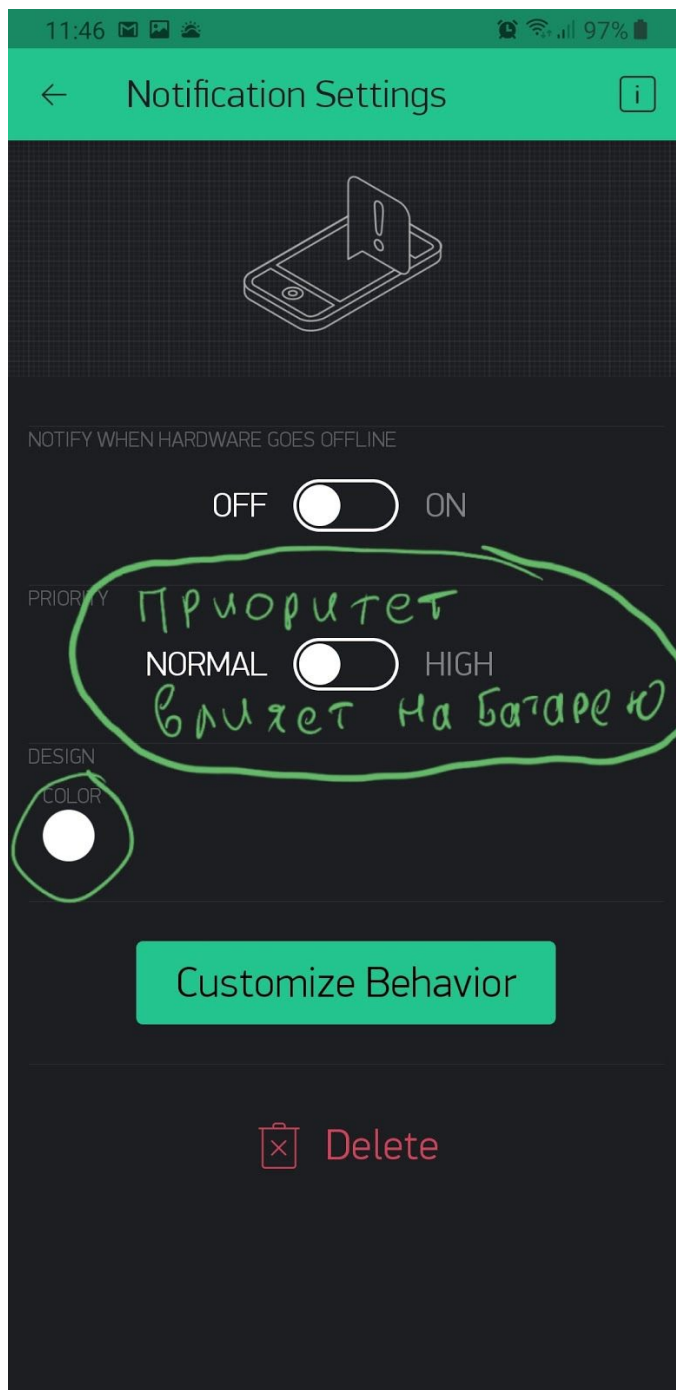 11:46 97%
Notification Settings
NOTIFY WHEN HARDWARE GOES OFFLINE
OFF ON
PRIORITY
Приоритет
NORMAL HIGH
влияет на батарею
DESIGN
COLOR
Customize Behavior
Delete